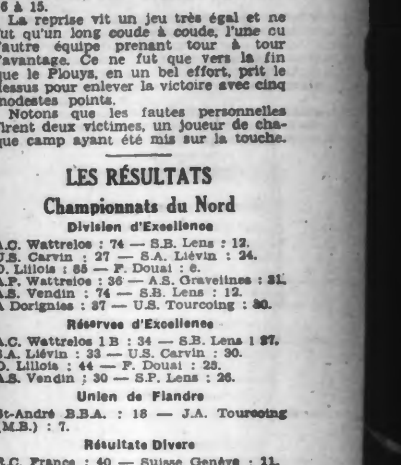 6 à 15.
La reprise vit un jeu très égal et ne
fut qu'un long coude à coude, l'une ou
l'autre équipe prenant tour à tour
l'avantage. Ce ne fut que vers la fin
que le Plouys, en un bel effort, prit le
dessus pour enlever la victoire avec cinq
modestes points.
Notons que les fautes personnelles
firent deux victimes, un joueur de cha-
que camp ayant été mis sur la touche.
LES RÉSULTATS
Championnats du Nord
Division d'Excellence
A.C. Wattrelos : 74 — S.B. Lens : 12.
U.S. Carvin : 27 — S.A. Liévin : 24.
O. Lillois : 85 — F. Douai : 6.
A.P. Wattrelos : 36 — A.S. Gravelines : 31.
A.S. Vendin : 74 — S.B. Lens : 12.
A Dorignies : 37 — U.S. Tourcoing : 30.
Réserves d'Excellence
A.C. Wattrelos 1 B : 34 — S.B. Lens 1 27.
S.A. Liévin : 33 — U.S. Carvin : 30.
O. Lillois : 44 — F. Douai : 25.
A.S. Vendin : 30 — S.P. Lens : 26.
Union de Flandre
St-André B.B.A. : 18 — J.A. Tourcoing
(M.B.) : 7.
Résultats Divers
R.C. France : 40 — Suisse Genève : 11.